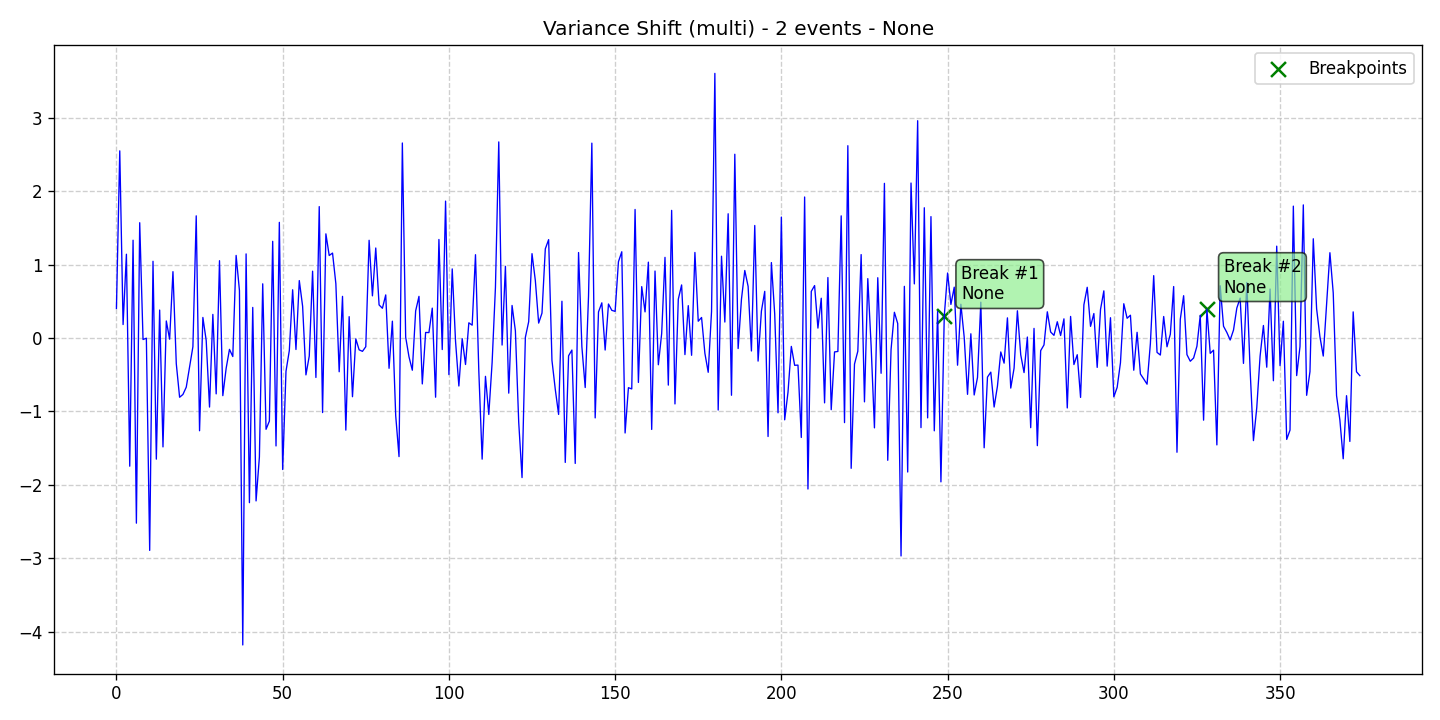 Variance Shift (multi) - 2 events - None
Breakpoints
3
2
1
0
−1
−2
−3
−4
Break #1
None
Break #2
None
0
50
100
150
200
250
300
350